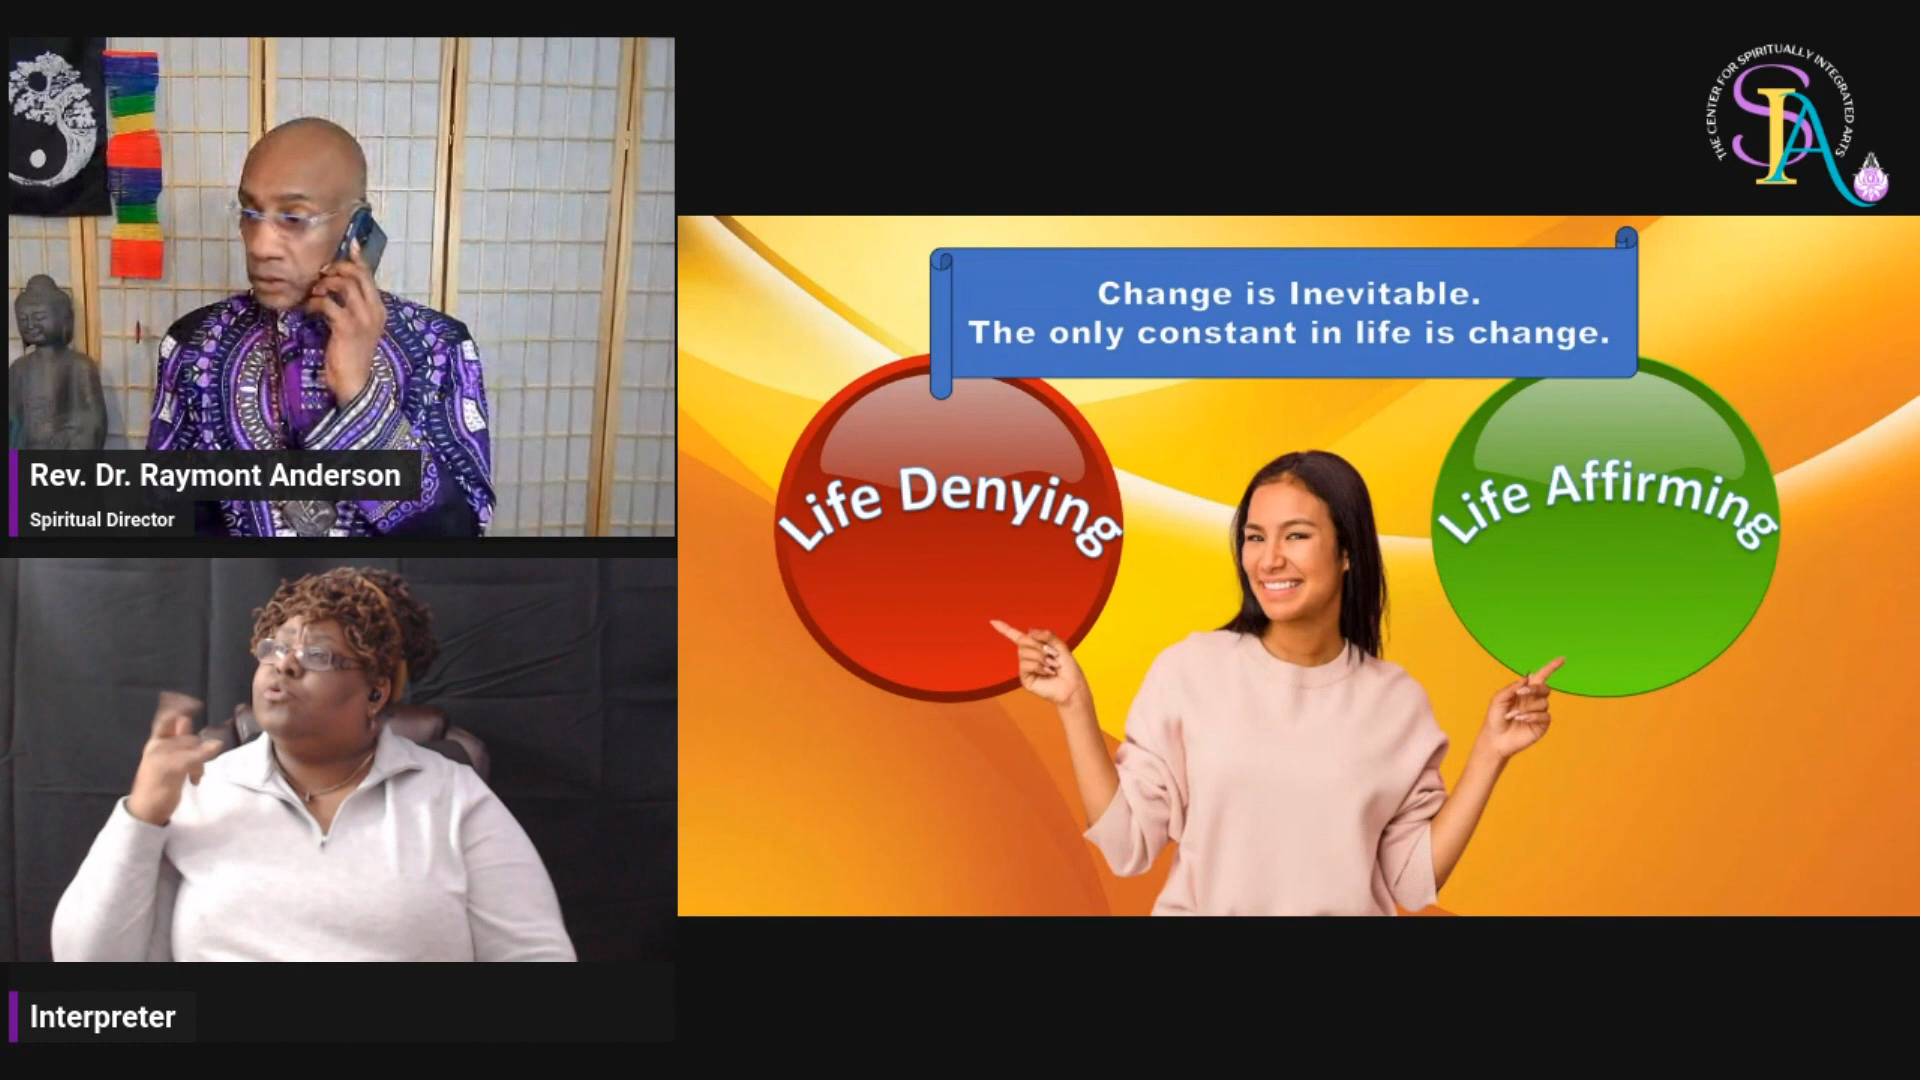 THE CENTER FOR SPIRITUALLY INTEGRATED ARTS
SIA
Change is Inevitable.
The only constant in life is change.
Life Denying
Life Affirming
Rev. Dr. Raymont Anderson
Spiritual Director
Interpreter